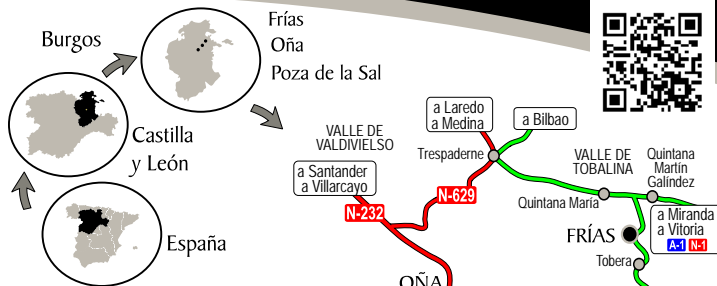 Burgos
Frías
Oña
Poza de la Sal
Castilla
y León
España
VALLE DE
VALDIVIELSO
a Santander
a Villarcayo
N-232
a Laredo
a Medina
a Bilbao
Trespaderne
N-629
VALLE DE
TOBALINA
Quintana
Martín
Galíndez
Quintana María
a Miranda
a Vitoria
A-1 N-1
FRÍAS
Tobera
OÑA